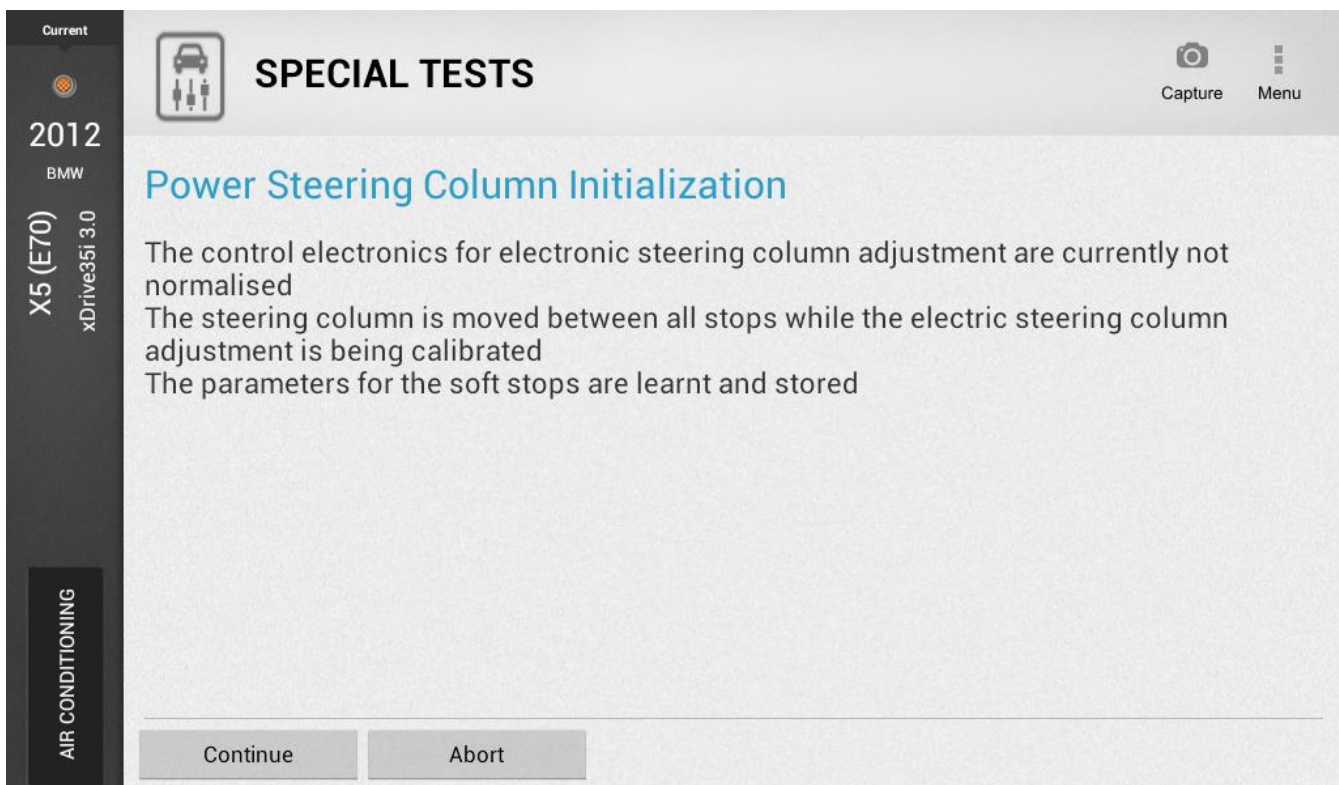 Current
2012
BMW
X5 (E70)
xDrive35i 3.0
AIR CONDITIONING
SPECIAL TESTS
Capture
Menu
Power Steering Column Initialization
The control electronics for electronic steering column adjustment are currently not
normalised
The steering column is moved between all stops while the electric steering column
adjustment is being calibrated
The parameters for the soft stops are learnt and stored
Continue
Abort